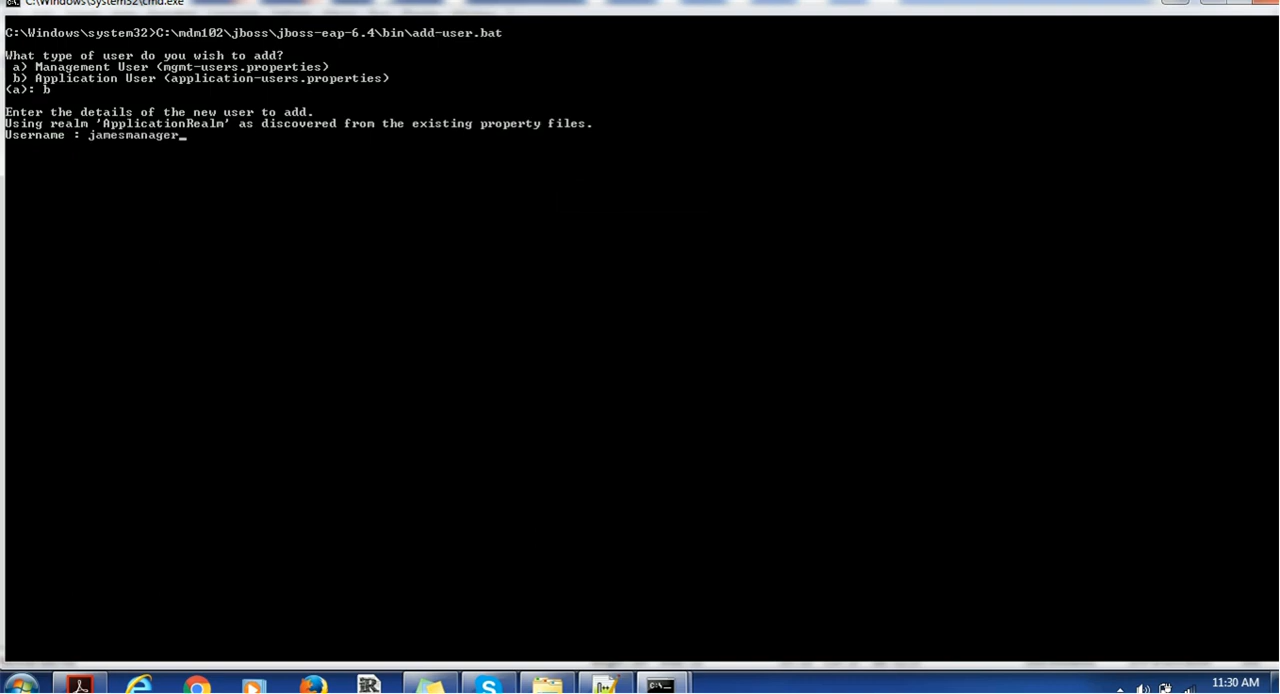 C:\Windows\System32\cmd.exe
C:\Windows\system32>C:\mdm102\jboss\jboss-eap-6.4\bin\add-user.bat
What type of user do you wish to add?
a) Management User (mgmt-users.properties)
b) Application User (application-users.properties)
(a): b
Enter the details of the new user to add.
Using realm 'ApplicationRealm' as discovered from the existing property files.
Username : jamesmanager_
11:30 AM